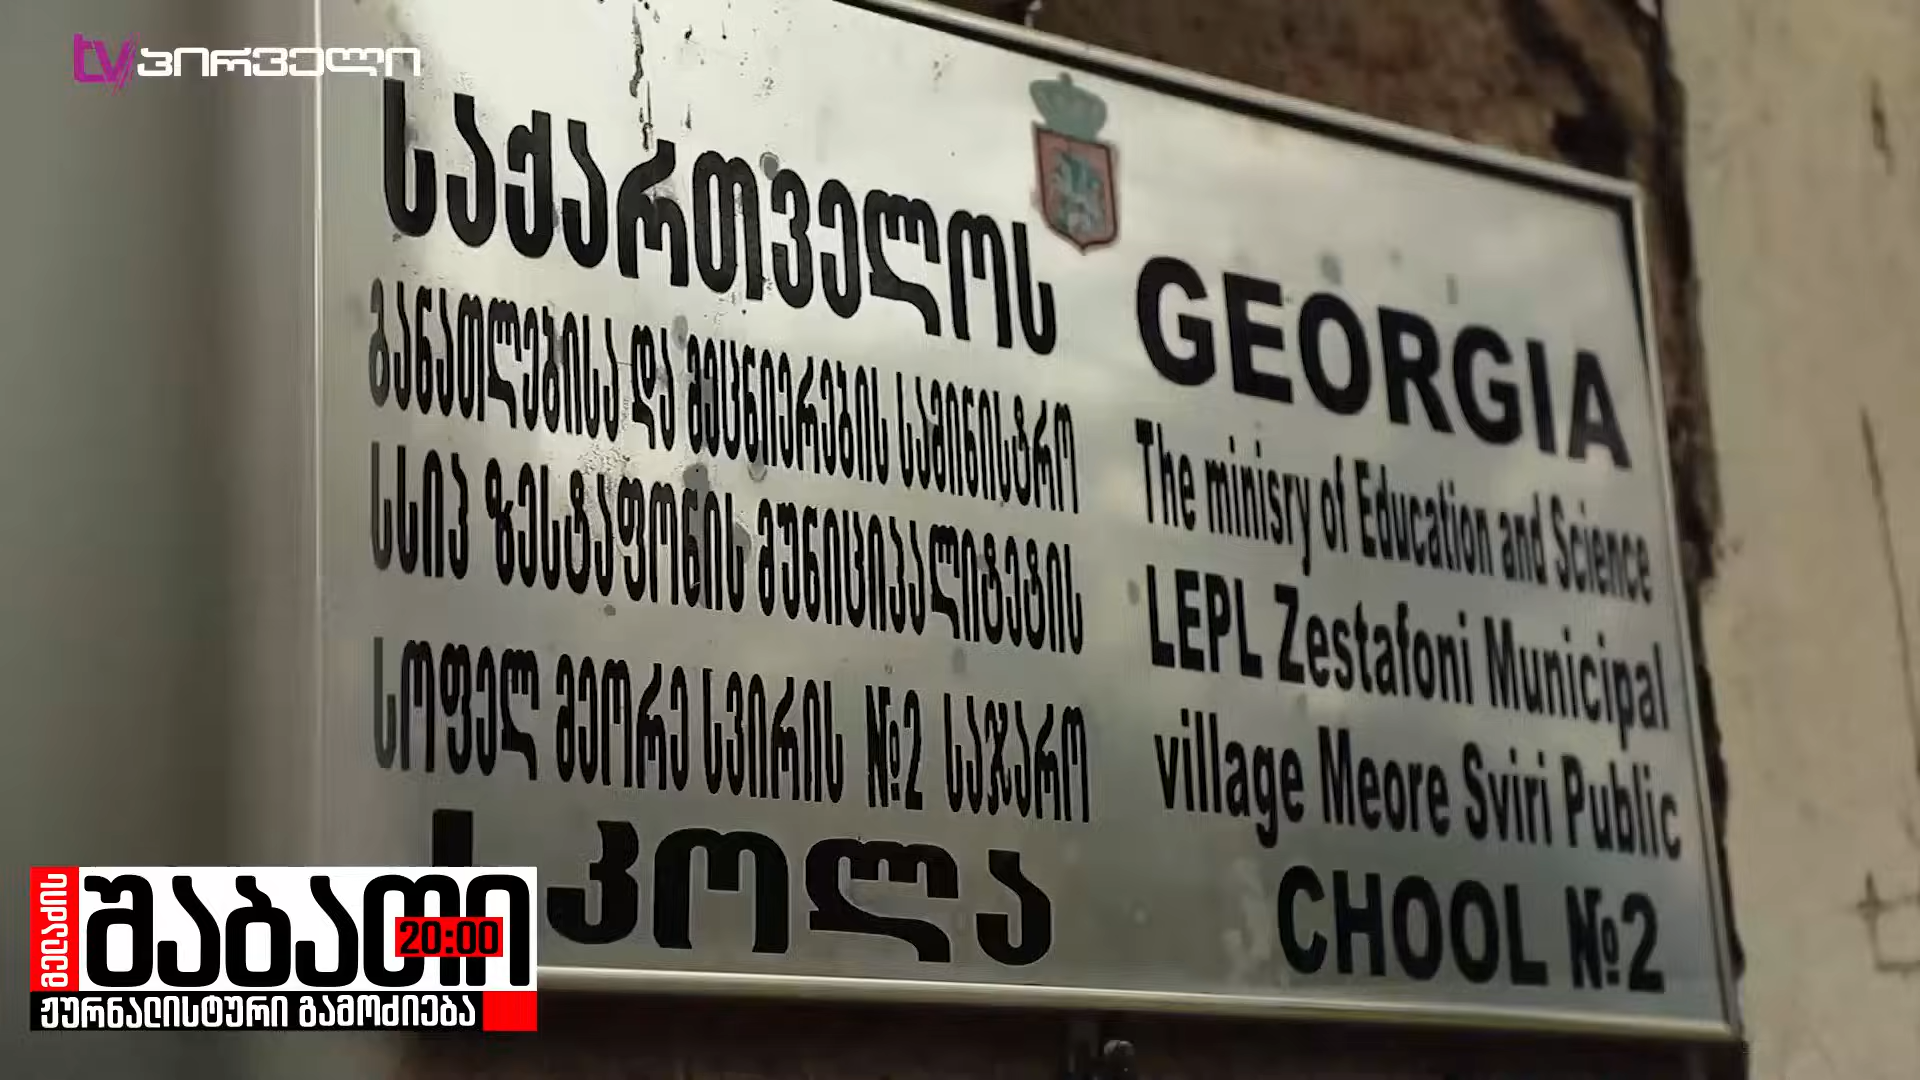 tv პირველი
საქართველოს
განათლებისა და მეცნიერების სამინისტრო
სსიპ ზესტაფონის მუნიციპალიტეტის
სოფელ მეორე სვირის №2 საჯარო
სკოლა
GEORGIA
The minisry of Education and Science
LEPL Zestafoni Municipal
village Meore Sviri Public
CHOOL №2
მელაძის
შაბათი
20:00
ჟურნალისტური გამოძიება